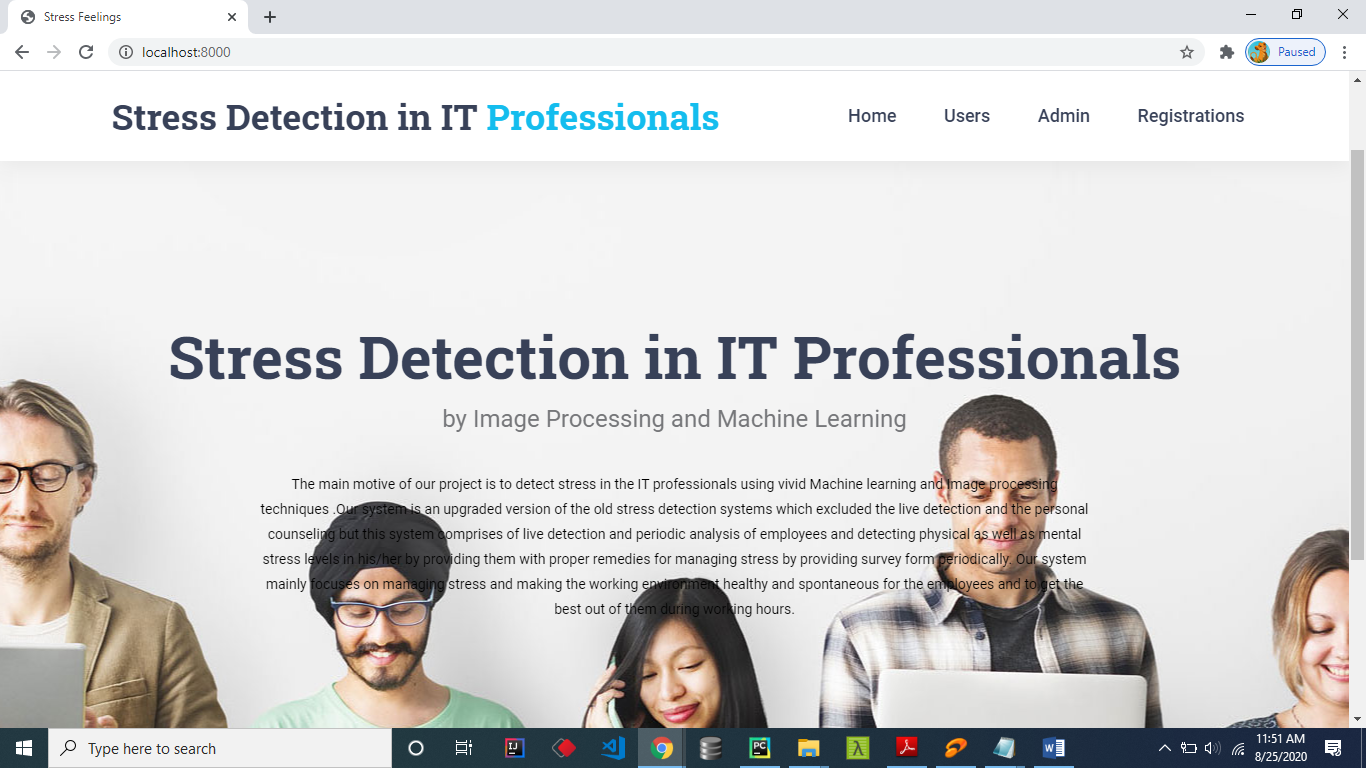 Stress Feelings
localhost:8000
Paused
Stress Detection in IT Professionals
Home Users Admin Registrations
Stress Detection in IT Professionals
by Image Processing and Machine Learning
The main motive of our project is to detect stress in the IT professionals using vivid Machine learning and Image processing
techniques .Our system is an upgraded version of the old stress detection systems which excluded the live detection and the personal
counseling but this system comprises of live detection and periodic analysis of employees and detecting physical as well as mental
stress levels in his/her by providing them with proper remedies for managing stress by providing survey form periodically. Our system
mainly focuses on managing stress and making the working environment healthy and spontaneous for the employees and to get the
best out of them during working hours.
Type here to search
IJ
PC
W
11:51 AM
8/25/2020